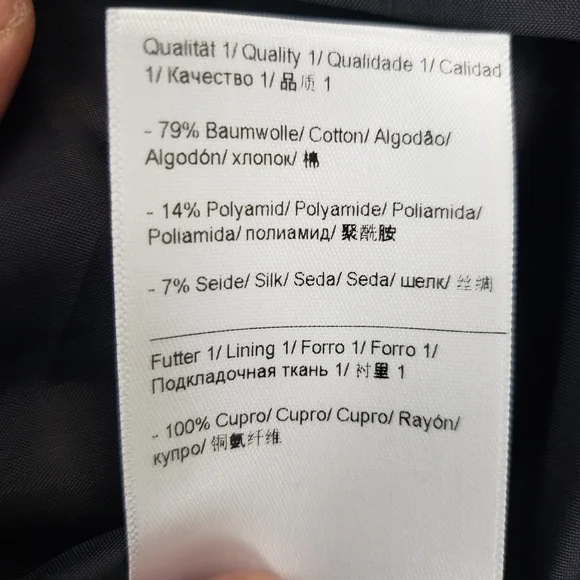 Qualität 1/ Quality 1/ Qualidade 1/ Calidad
1/ Качество 1/ 品质 1
- 79% Baumwolle/ Cotton/ Algodão/
Algodón/ хлопок/ 棉
- 14% Polyamid/ Polyamide/ Poliamida/
Poliamida/ полиамид/ 聚酰胺
- 7% Seide/ Silk/ Seda/ Seda/ шелк/ 丝绸
Futter 1/ Lining 1/ Forro 1/ Forro 1/
Подкладочная ткань 1/ 衬里 1
- 100% Cupro/ Cupro/ Cupro/ Rayón/
купро/ 铜氨纤维